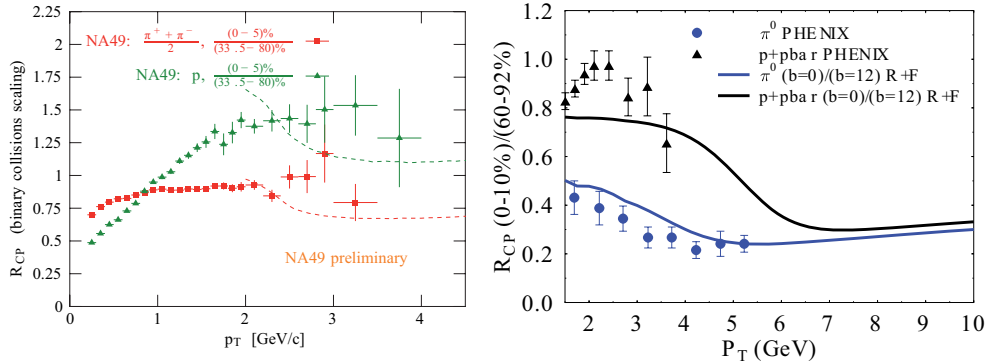 NA49: π⁺ + π⁻ / 2, (0−5)% / (33.5−80)%
NA49: p, (0−5)% / (33.5−80)%
NA49 preliminary
2.25
2
1.75
1.5
1.25
1
0.75
0.5
0.25
0
R_CP (binary collisions scaling)
0 1 2 3 4
p_T [GeV/c]
π⁰ PHENIX
p+pbar PHENIX
π⁰ (b=0)/(b=12) R+F
p+pbar (b=0)/(b=12) R+F
1.2
1.0
0.8
0.6
0.4
0.2
0.0
R_CP (0-10%)/(60-92%)
2 3 4 5 6 7 8 9 10
P_T (GeV)